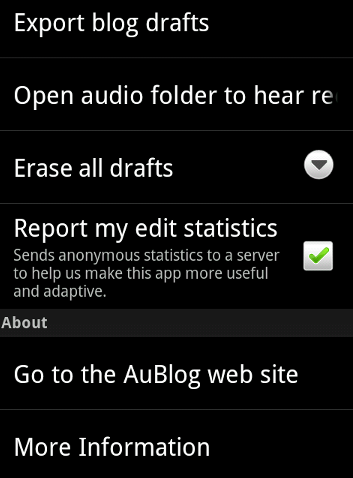 Export blog drafts
Open audio folder to hear
Erase all drafts
Report my edit statistics
Sends anonymous statistics to a server
to help us make this app more useful
and adaptive.
About
Go to the AuBlog web site
More Information